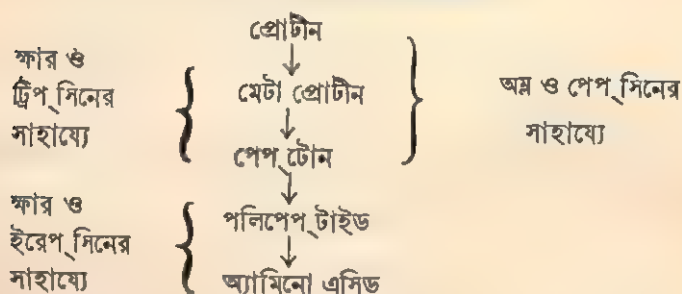 প্রোটীন
ক্ষার ও
ট্রিপ্‌সিনের
সাহায্যে
মেটা প্রোটীন
পেপ্‌টোন
অম্ল ও পেপ্‌সিনের
সাহায্যে
ক্ষার ও
ইরেপ্‌সিনের
সাহায্যে
পলিপেপ্‌টাইড
অ্যামিনো এসিড